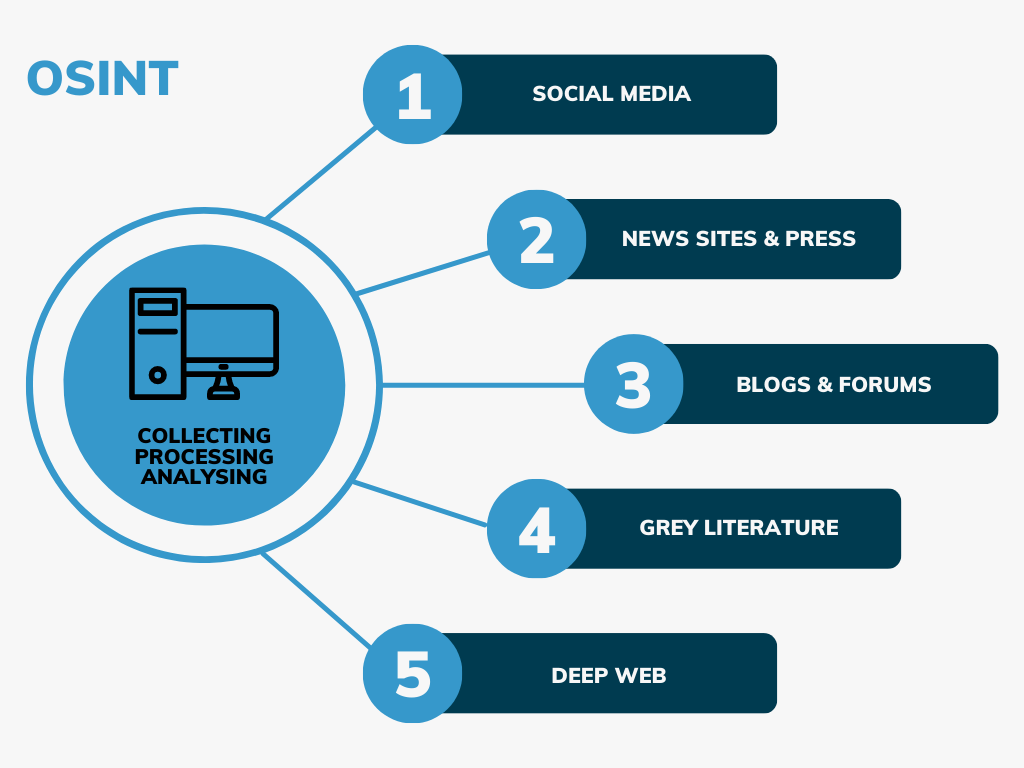 OSINT
1
SOCIAL MEDIA
2
NEWS SITES & PRESS
3
BLOGS & FORUMS
COLLECTING
PROCESSING
ANALYSING
4
GREY LITERATURE
5
DEEP WEB